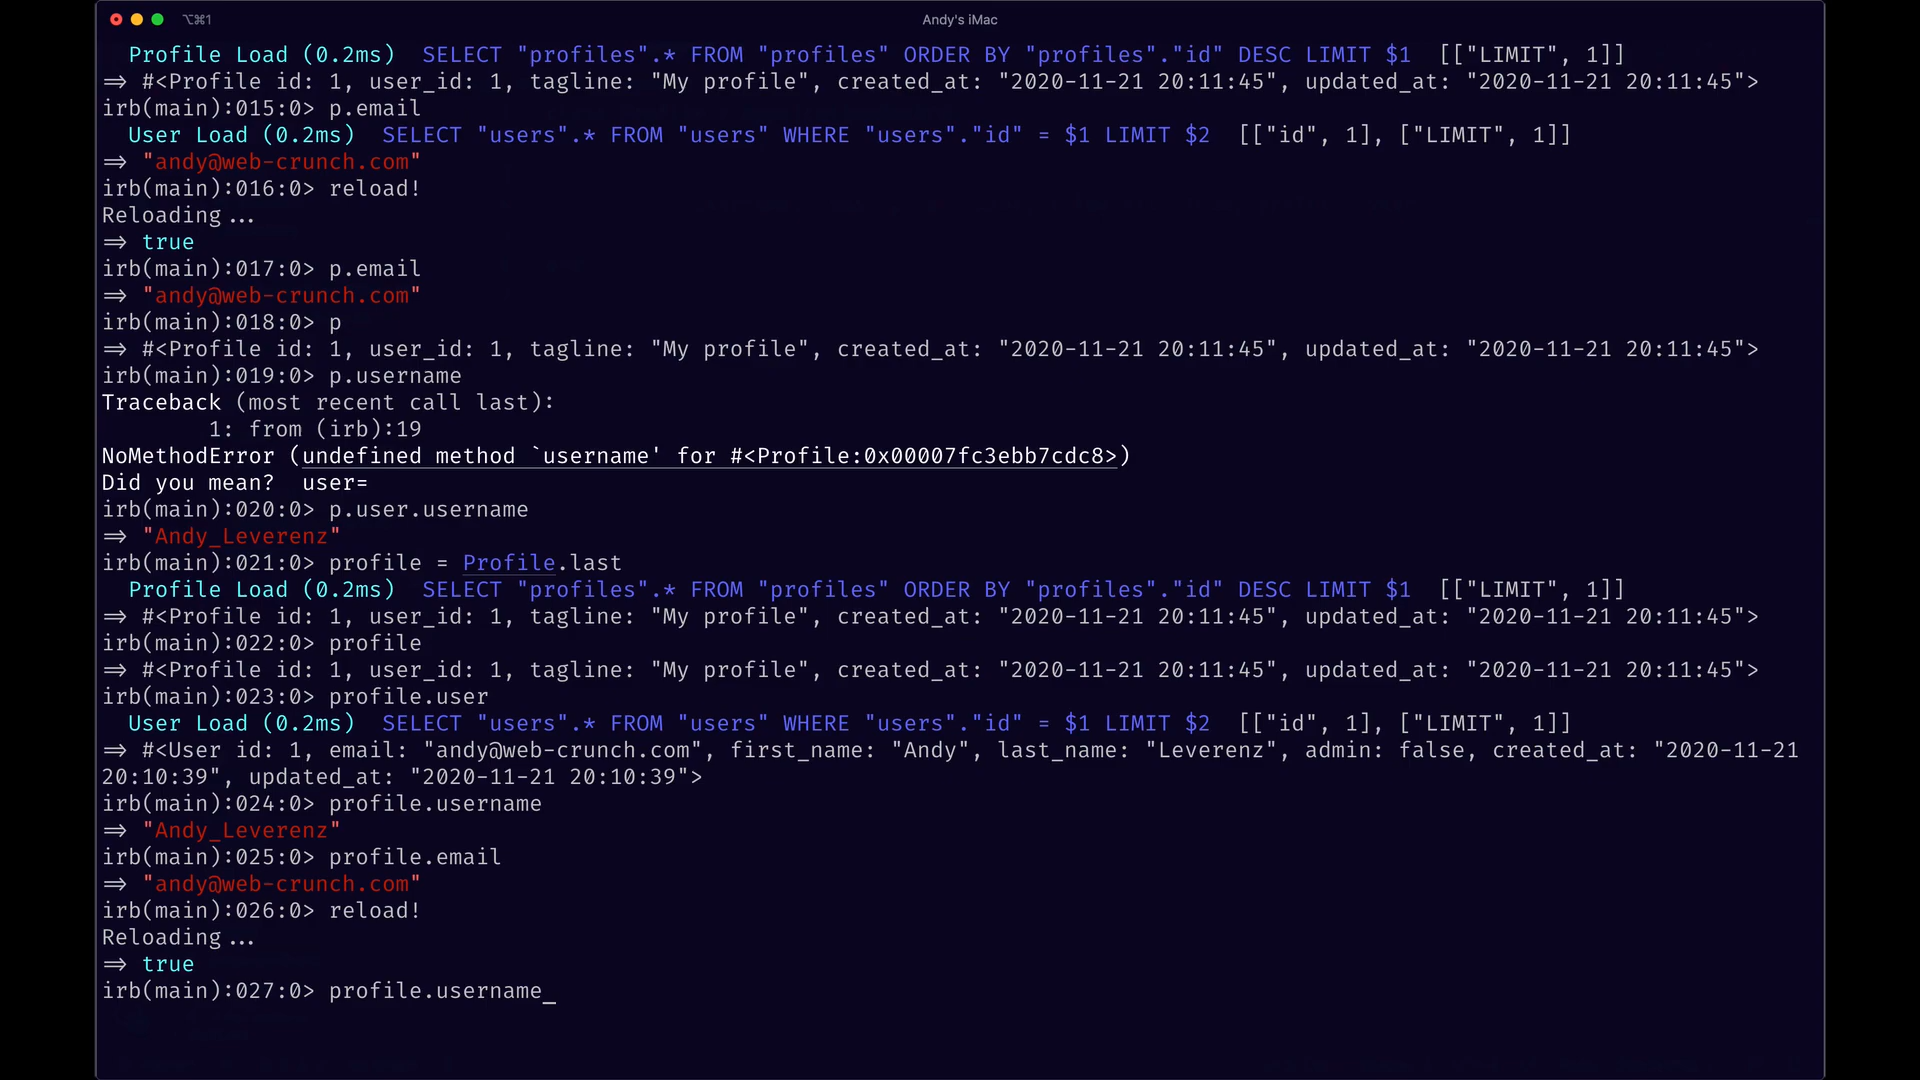 ⌥⌘1
Andy's iMac
Profile Load (0.2ms)  SELECT "profiles".* FROM "profiles" ORDER BY "profiles"."id" DESC LIMIT $1  [["LIMIT", 1]]
=> #<Profile id: 1, user_id: 1, tagline: "My profile", created_at: "2020-11-21 20:11:45", updated_at: "2020-11-21 20:11:45">
irb(main):015:0> p.email
User Load (0.2ms)  SELECT "users".* FROM "users" WHERE "users"."id" = $1 LIMIT $2  [["id", 1], ["LIMIT", 1]]
=> "andy@web-crunch.com"
irb(main):016:0> reload!
Reloading...
=> true
irb(main):017:0> p.email
=> "andy@web-crunch.com"
irb(main):018:0> p
=> #<Profile id: 1, user_id: 1, tagline: "My profile", created_at: "2020-11-21 20:11:45", updated_at: "2020-11-21 20:11:45">
irb(main):019:0> p.username
Traceback (most recent call last):
1: from (irb):19
NoMethodError (undefined method `username' for #<Profile:0x00007fc3ebb7cdc8>)
Did you mean?  user=
irb(main):020:0> p.user.username
=> "Andy_Leverenz"
irb(main):021:0> profile = Profile.last
Profile Load (0.2ms)  SELECT "profiles".* FROM "profiles" ORDER BY "profiles"."id" DESC LIMIT $1  [["LIMIT", 1]]
=> #<Profile id: 1, user_id: 1, tagline: "My profile", created_at: "2020-11-21 20:11:45", updated_at: "2020-11-21 20:11:45">
irb(main):022:0> profile
=> #<Profile id: 1, user_id: 1, tagline: "My profile", created_at: "2020-11-21 20:11:45", updated_at: "2020-11-21 20:11:45">
irb(main):023:0> profile.user
User Load (0.2ms)  SELECT "users".* FROM "users" WHERE "users"."id" = $1 LIMIT $2  [["id", 1], ["LIMIT", 1]]
=> #<User id: 1, email: "andy@web-crunch.com", first_name: "Andy", last_name: "Leverenz", admin: false, created_at: "2020-11-21
20:10:39", updated_at: "2020-11-21 20:10:39">
irb(main):024:0> profile.username
=> "Andy_Leverenz"
irb(main):025:0> profile.email
=> "andy@web-crunch.com"
irb(main):026:0> reload!
Reloading...
=> true
irb(main):027:0> profile.username_